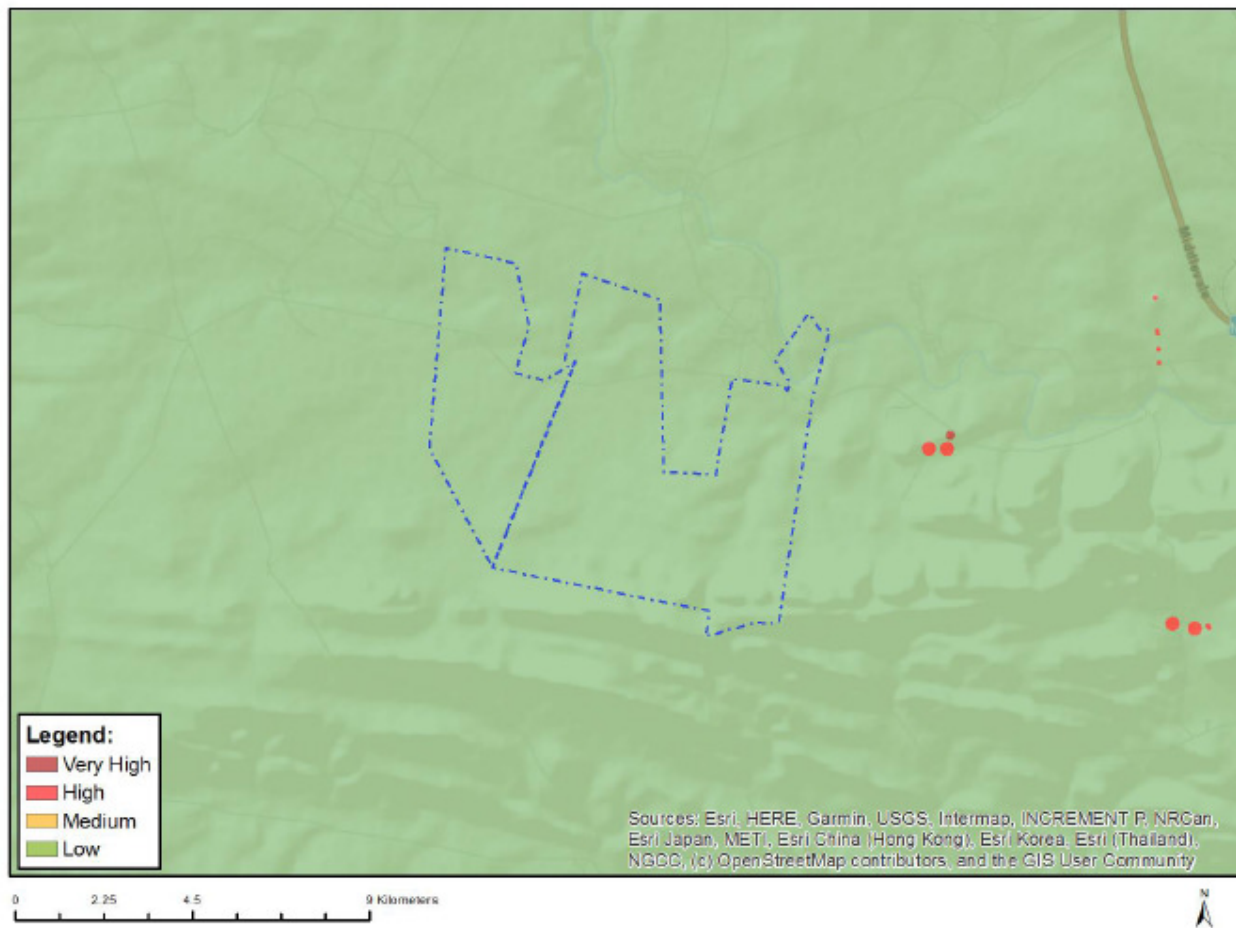 Middlevale
Legend:
Very High
High
Medium
Low
Sources: Esri, HERE, Garmin, USGS, Intermap, INCREMENT P, NRCan,
Esri Japan, METI, Esri China (Hong Kong), Esri Korea, Esri (Thailand),
NGCC, (c) OpenStreetMap contributors, and the GIS User Community
0 2.25 4.5 9 Kilometers
N